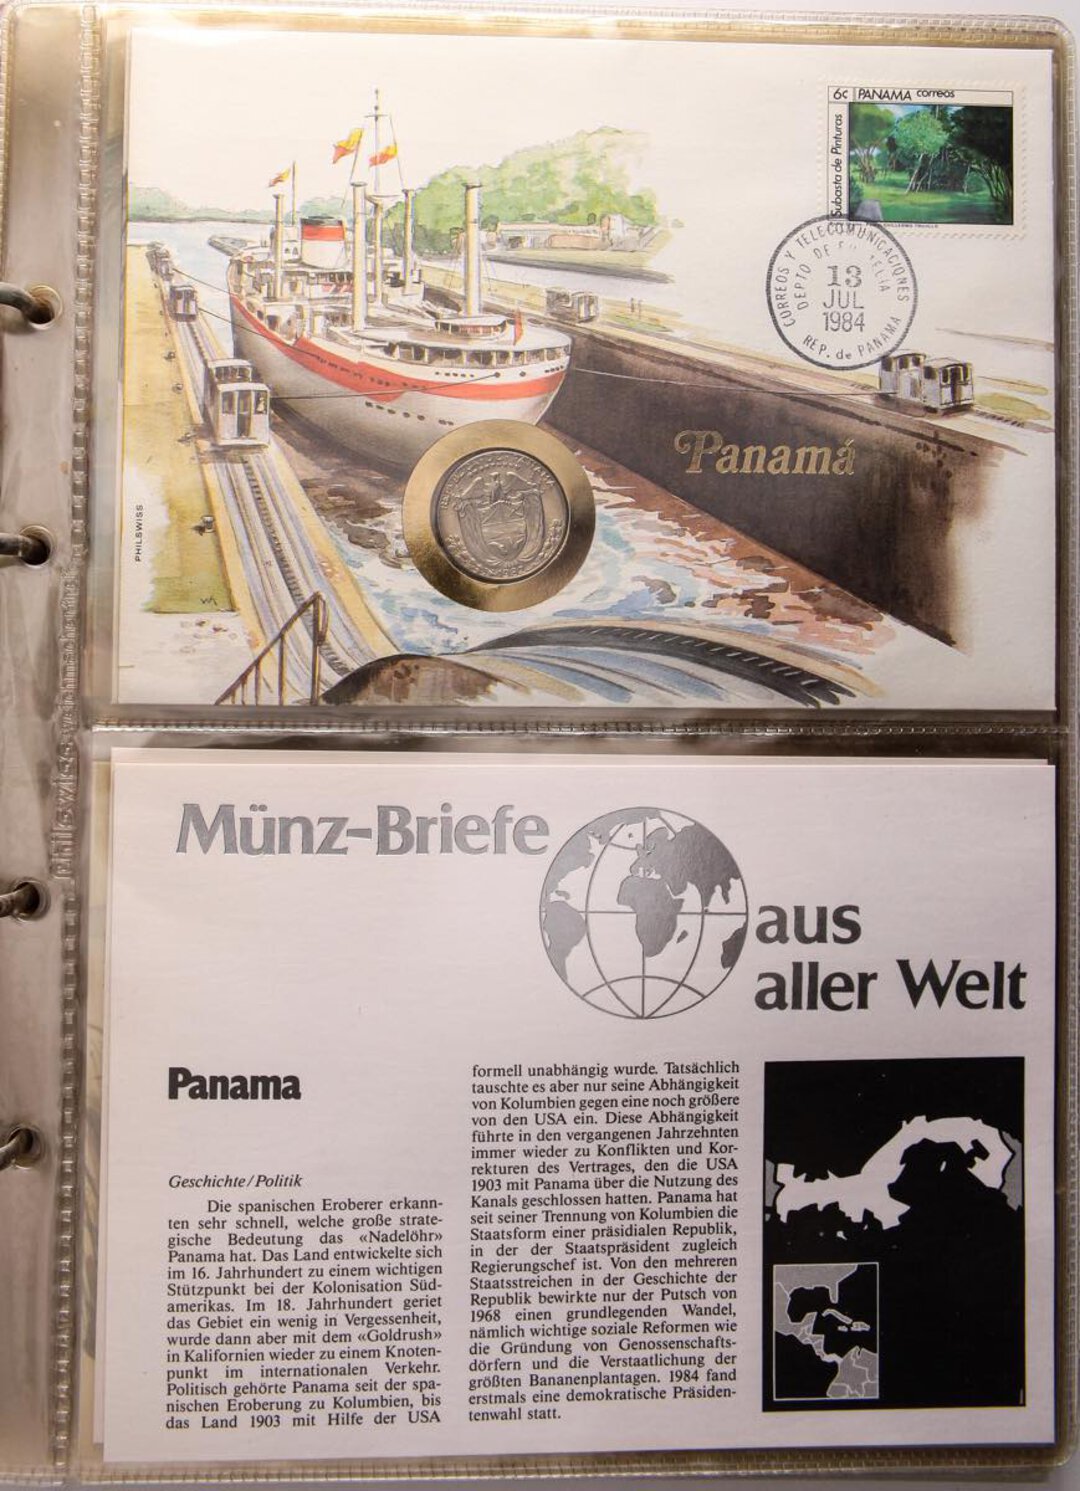 6c PANAMA correos
Subasta de Pinturas
GUILLERMO TRUJILLO
CORREOS Y TELECOMUNICACIONES
DEPTO DE FILATELIA
13
JUL
1984
REP. de PANAMA
Panamá
PHILSWISS
Münz-Briefe
aus
aller Welt
Panama
Geschichte/Politik
Die spanischen Eroberer erkann-
ten sehr schnell, welche große strate-
gische Bedeutung das «Nadelöhr»
Panama hat. Das Land entwickelte sich
im 16. Jahrhundert zu einem wichtigen
Stützpunkt bei der Kolonisation Süd-
amerikas. Im 18. Jahrhundert geriet
das Gebiet ein wenig in Vergessenheit,
wurde dann aber mit dem «Goldrush»
in Kalifornien wieder zu einem Knoten-
punkt im internationalen Verkehr.
Politisch gehörte Panama seit der spa-
nischen Eroberung zu Kolumbien, bis
das Land 1903 mit Hilfe der USA
formell unabhängig wurde. Tatsächlich
tauschte es aber nur seine Abhängigkeit
von Kolumbien gegen eine noch größere
von den USA ein. Diese Abhängigkeit
führte in den vergangenen Jahrzehnten
immer wieder zu Konflikten und Kor-
rekturen des Vertrages, den die USA
1903 mit Panama über die Nutzung des
Kanals geschlossen hatten. Panama hat
seit seiner Trennung von Kolumbien die
Staatsform einer präsidialen Republik,
in der der Staatspräsident zugleich
Regierungschef ist. Von den mehreren
Staatsstreichen in der Geschichte der
Republik bewirkte nur der Putsch von
1968 einen grundlegenden Wandel,
nämlich wichtige soziale Reformen wie
die Gründung von Genossenschafts-
dörfern und die Verstaatlichung der
größten Bananenplantagen. 1984 fand
erstmals eine demokratische Präsiden-
tenwahl statt.